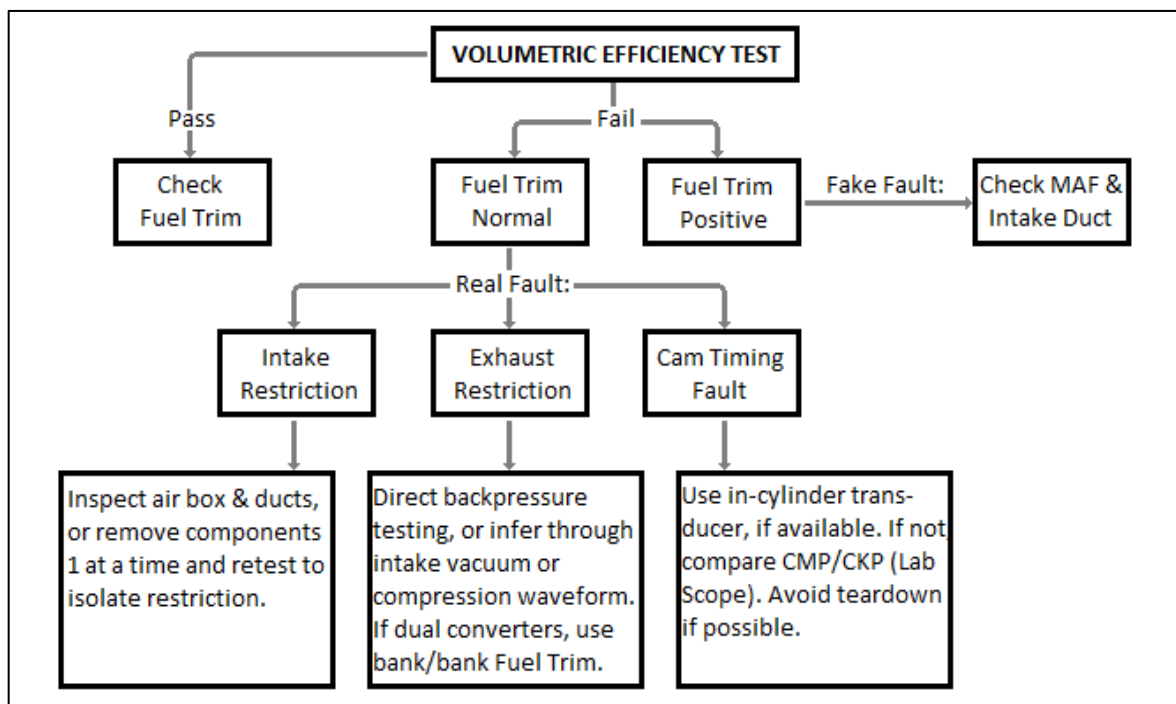 VOLUMETRIC EFFICIENCY TEST
Pass
Fail
Check
Fuel Trim
Fuel Trim
Normal
Fuel Trim
Positive
Fake Fault:
Check MAF &
Intake Duct
Real Fault:
Intake
Restriction
Exhaust
Restriction
Cam Timing
Fault
Inspect air box & ducts,
or remove components
1 at a time and retest to
isolate restriction.
Direct backpressure
testing, or infer through
intake vacuum or
compression waveform.
If dual converters, use
bank/bank Fuel Trim.
Use in-cylinder trans-
ducer, if available. If not,
compare CMP/CKP (Lab
Scope). Avoid teardown
if possible.